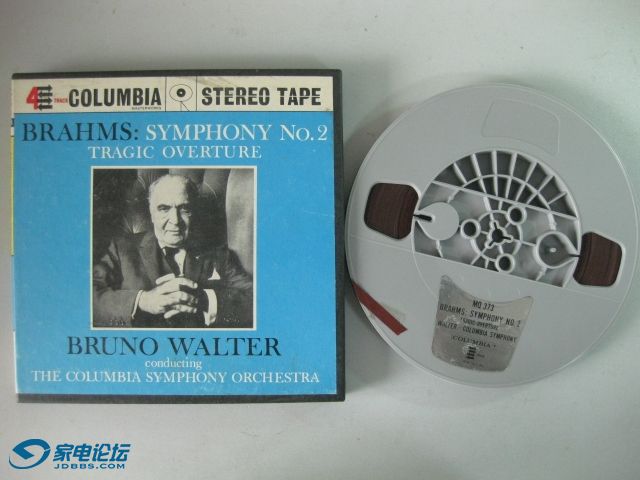 4 TRACK COLUMBIA STEREO TAPE
MASTERWORKS
BRAHMS: SYMPHONY No. 2
TRAGIC OVERTURE
BRUNO WALTER
conducting
THE COLUMBIA SYMPHONY ORCHESTRA
MQ 373
BRAHMS: SYMPHONY NO. 2
TRAGIC OVERTURE
WALTER - COLUMBIA SYMPHONY
COLUMBIA
家电论坛
JDBBS.COM